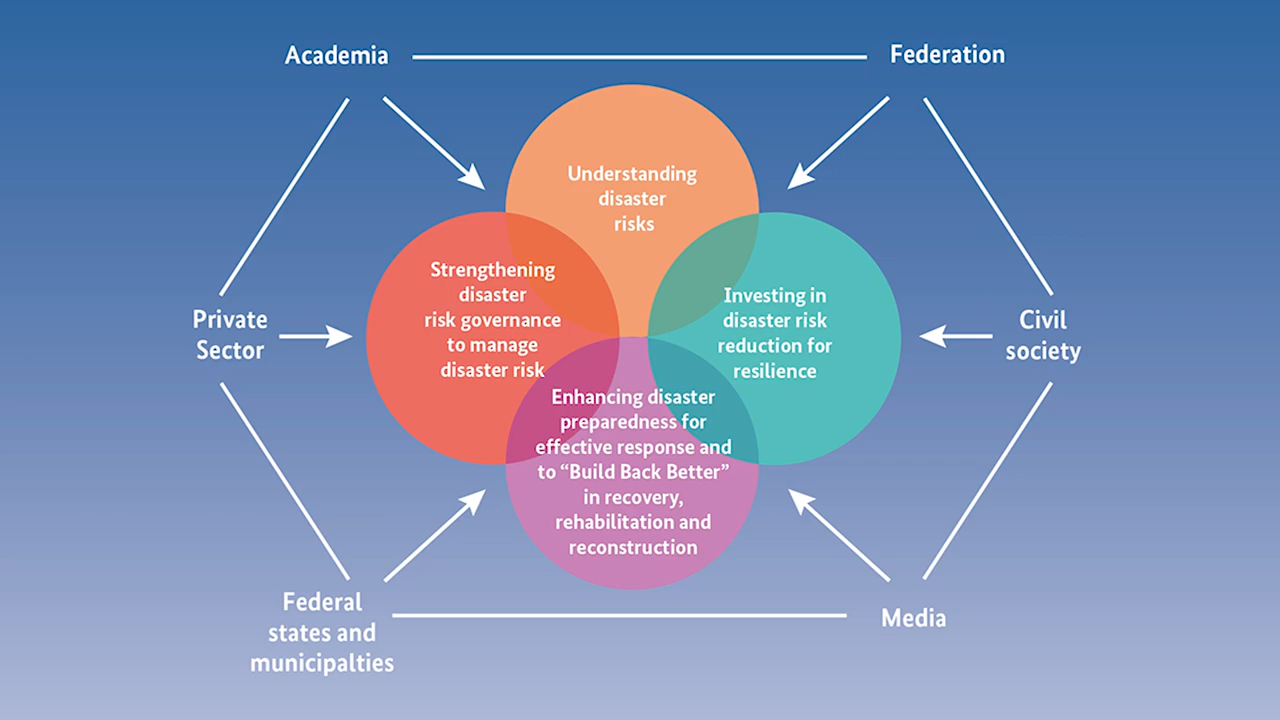 Academia
Federation
Understanding
disaster
risks
Strengthening
disaster
risk governance
to manage
disaster risk
Investing in
disaster risk
reduction for
resilience
Private
Sector
Civil
society
Enhancing disaster
preparedness for
effective response and
to “Build Back Better”
in recovery,
rehabilitation and
reconstruction
Federal
states and
municipalties
Media